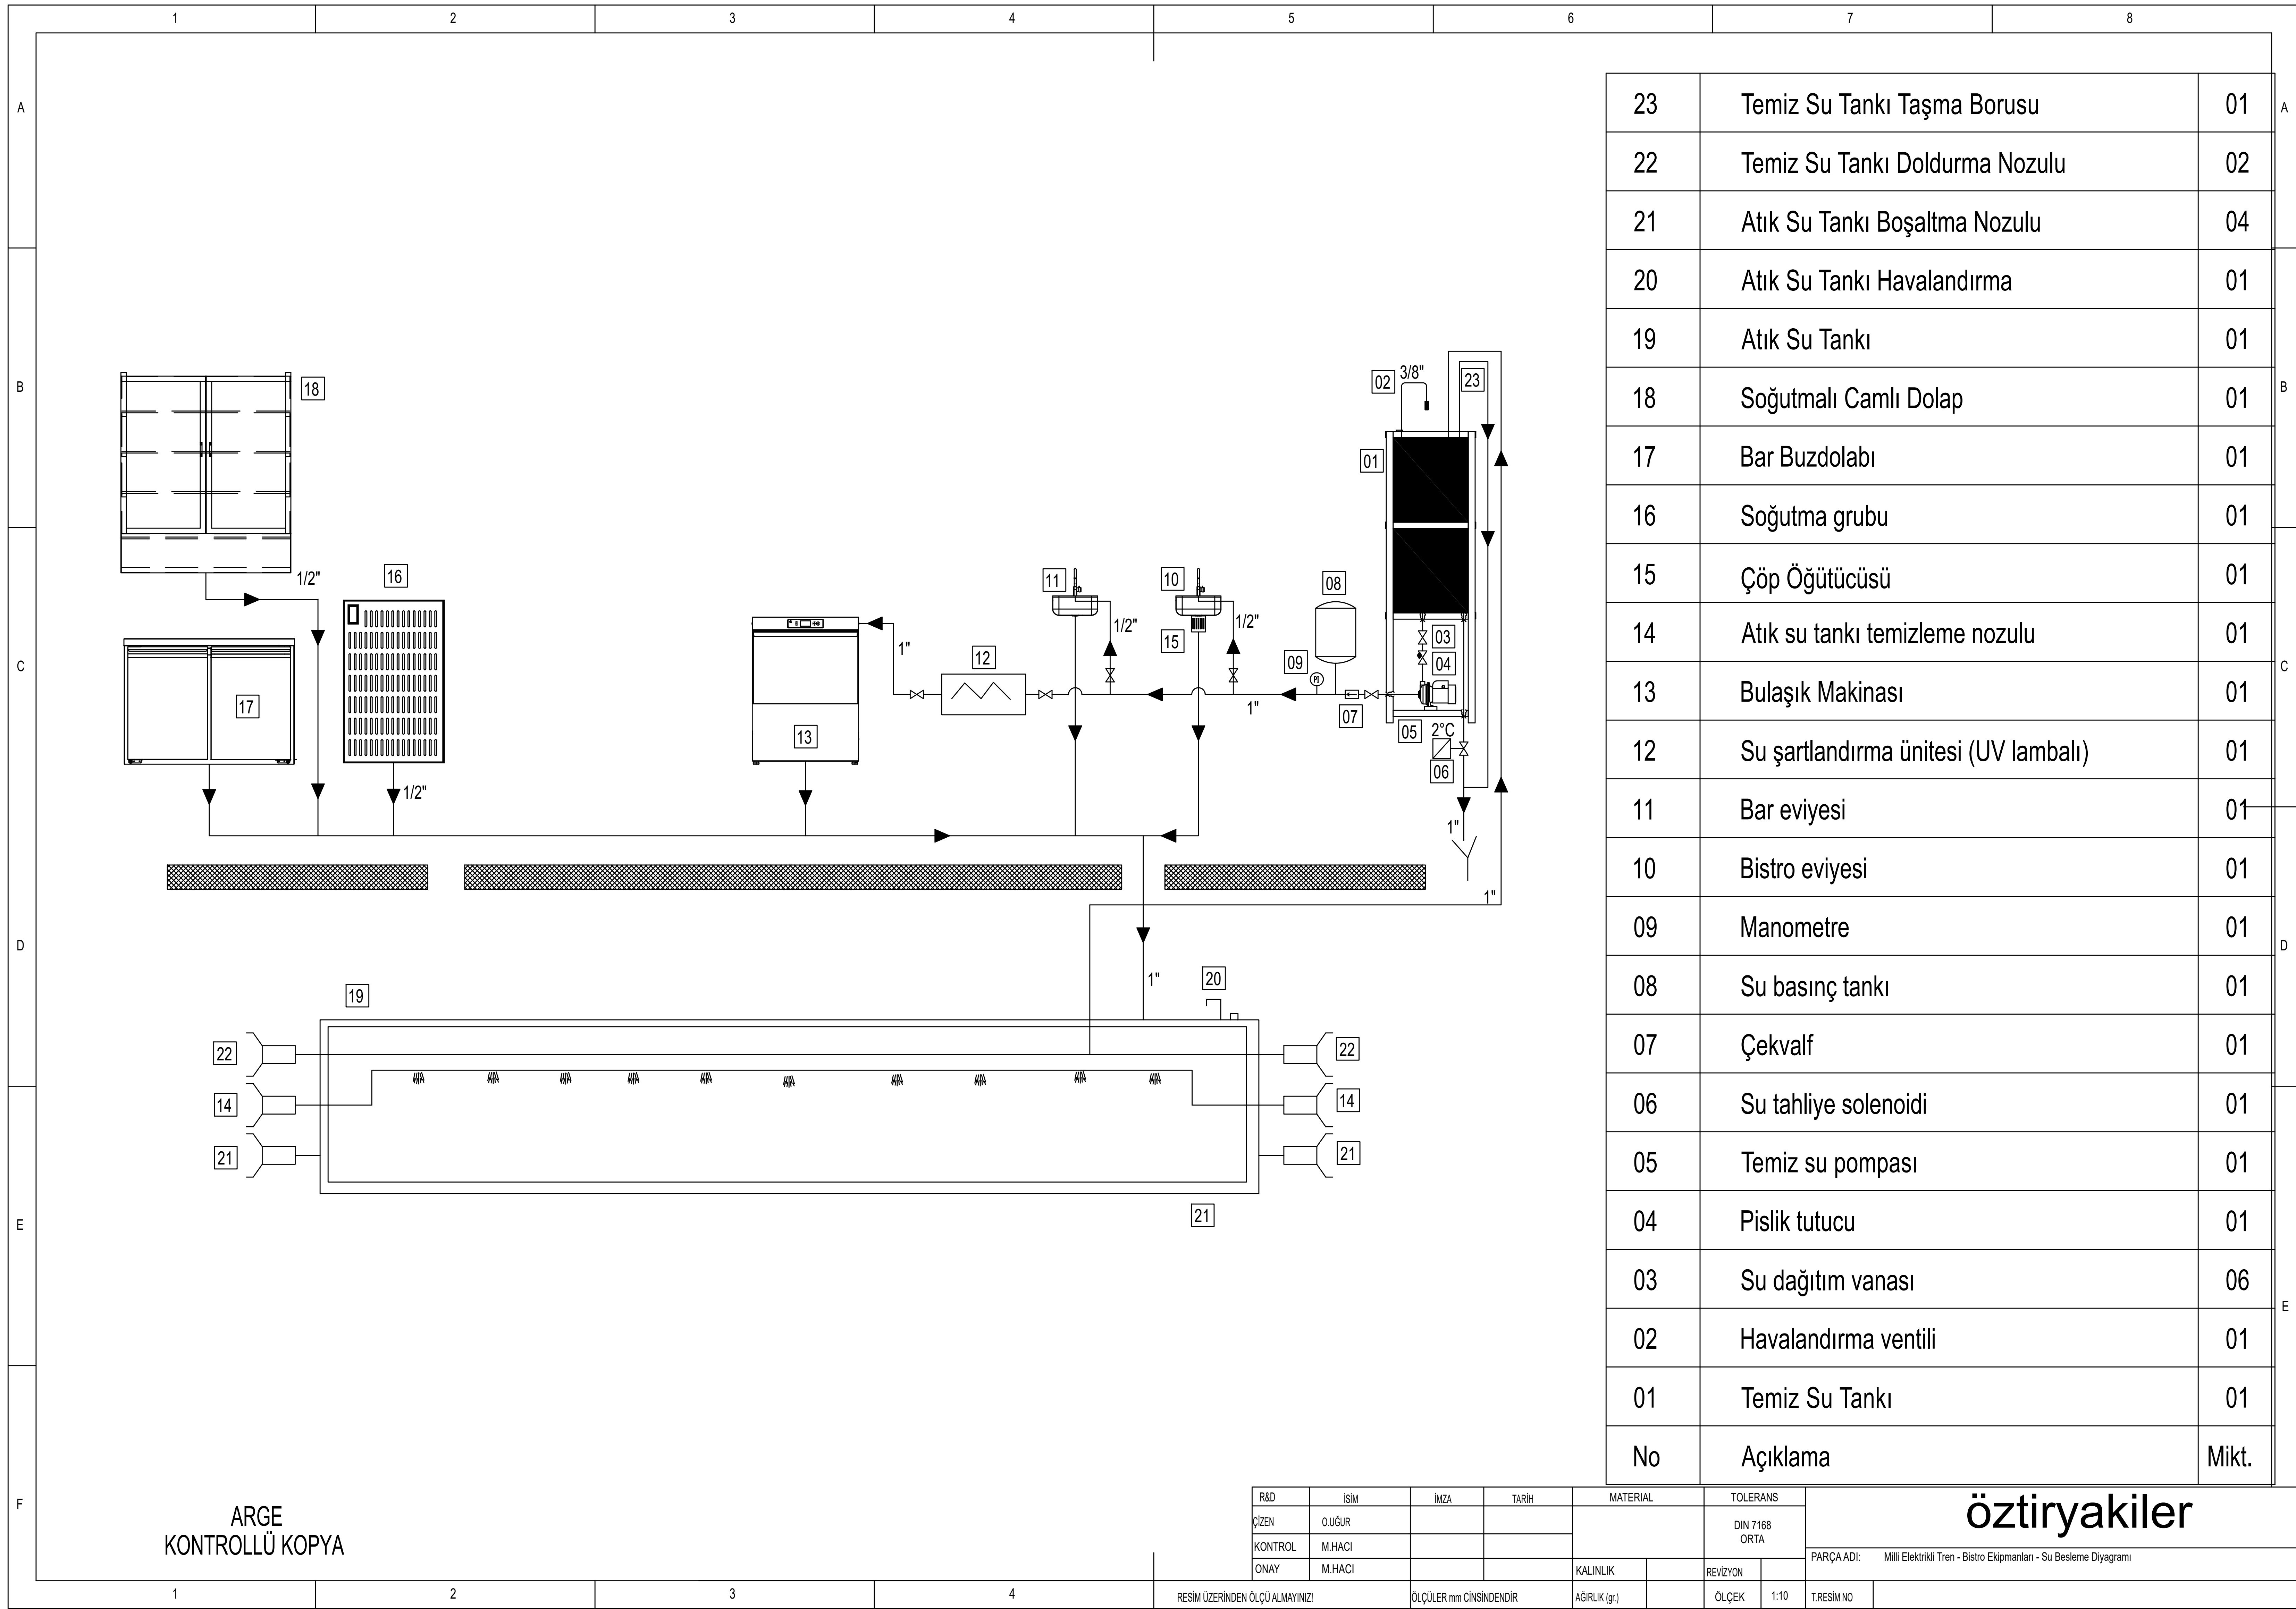 1 2 3 4 5 6 7 8
A A
B B
C C
D D
E E
F
23 Temiz Su Tankı Taşma Borusu 01
22 Temiz Su Tankı Doldurma Nozulu 02
21 Atık Su Tankı Boşaltma Nozulu 04
20 Atık Su Tankı Havalandırma 01
19 Atık Su Tankı 01
18 Soğutmalı Camlı Dolap 01
17 Bar Buzdolabı 01
16 Soğutma grubu 01
15 Çöp Öğütücüsü 01
14 Atık su tankı temizleme nozulu 01
13 Bulaşık Makinası 01
12 Su şartlandırma ünitesi (UV lambalı) 01
11 Bar eviyesi 01
10 Bistro eviyesi 01
09 Manometre 01
08 Su basınç tankı 01
07 Çekvalf 01
06 Su tahliye solenoidi 01
05 Temiz su pompası 01
04 Pislik tutucu 01
03 Su dağıtım vanası 06
02 Havalandırma ventili 01
01 Temiz Su Tankı 01
No Açıklama Mikt.
02 3/8" 23
18
01
1/2" 16
11 10 08
1/2" 1/2"
15 03
1" 12 09 04
PI
17 1" 07
13 05 2°C
06
1/2"
1"
1"
1" 20
19
22 22
14 14
21 21
21
ARGE
KONTROLLÜ KOPYA
R&D İSİM İMZA TARİH MATERIAL TOLERANS
ÇİZEN O.UĞUR
DIN 7168
ORTA
KONTROL M.HACI
ONAY M.HACI KALINLIK REVİZYON
öztiryakiler
PARÇA ADI: Milli Elektrikli Tren - Bistro Ekipmanları - Su Besleme Diyagramı
RESİM ÜZERİNDEN ÖLÇÜ ALMAYINIZ! ÖLÇÜLER mm CİNSİNDENDİR AĞIRLIK (gr.) ÖLÇEK 1:10 T.RESİM NO
1 2 3 4